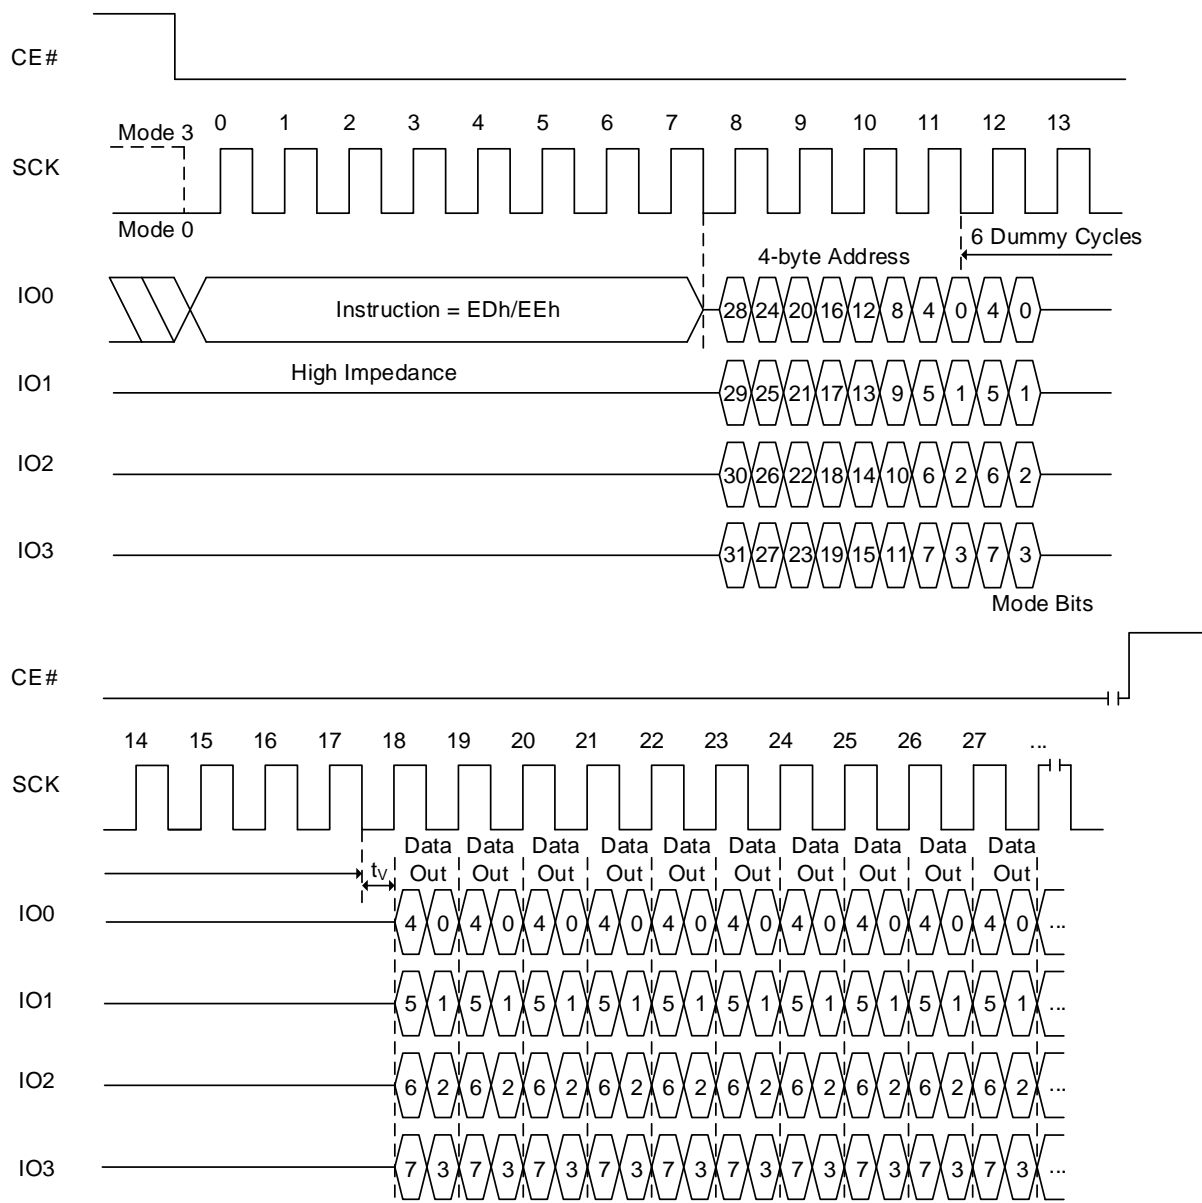 CE#
Mode 3
0 1 2 3 4 5 6 7 8 9 10 11 12 13
SCK
Mode 0
6 Dummy Cycles
4-byte Address
IO0
Instruction = EDh/EEh
28 24 20 16 12 8 4 0 4 0
IO1
High Impedance
29 25 21 17 13 9 5 1 5 1
IO2
30 26 22 18 14 10 6 2 6 2
IO3
31 27 23 19 15 11 7 3 7 3
Mode Bits
CE#
14 15 16 17 18 19 20 21 22 23 24 25 26 27 ...
SCK
Data Data Data Data Data Data Data Data Data Data
tV Out Out Out Out Out Out Out Out Out Out
IO0
4 0 4 0 4 0 4 0 4 0 4 0 4 0 4 0 4 0 4 0 ...
IO1
5 1 5 1 5 1 5 1 5 1 5 1 5 1 5 1 5 1 5 1 ...
IO2
6 2 6 2 6 2 6 2 6 2 6 2 6 2 6 2 6 2 6 2 ...
IO3
7 3 7 3 7 3 7 3 7 3 7 3 7 3 7 3 7 3 7 3 ...